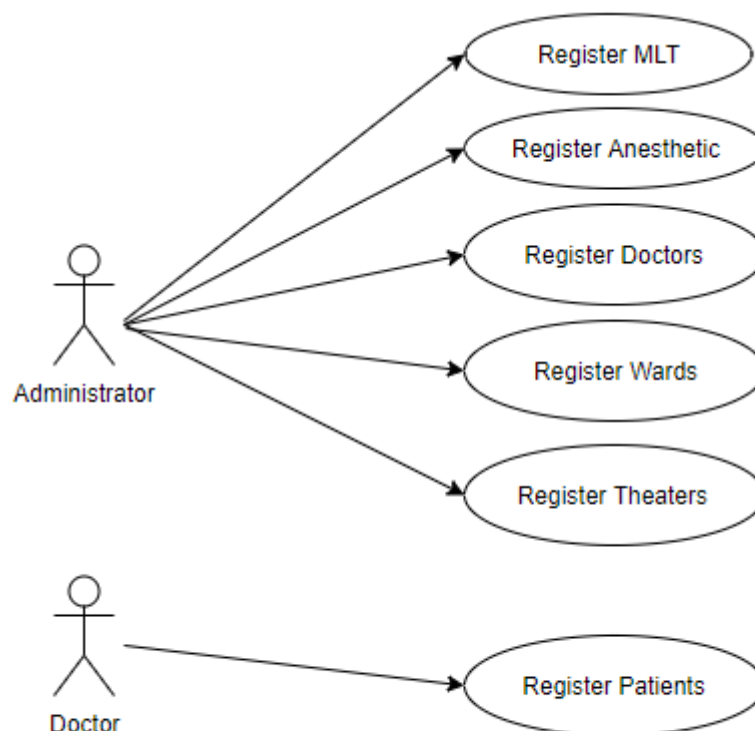 Register MLT
Register Anesthetic
Register Doctors
Administrator
Register Wards
Register Theaters
Register Patients
Doctor